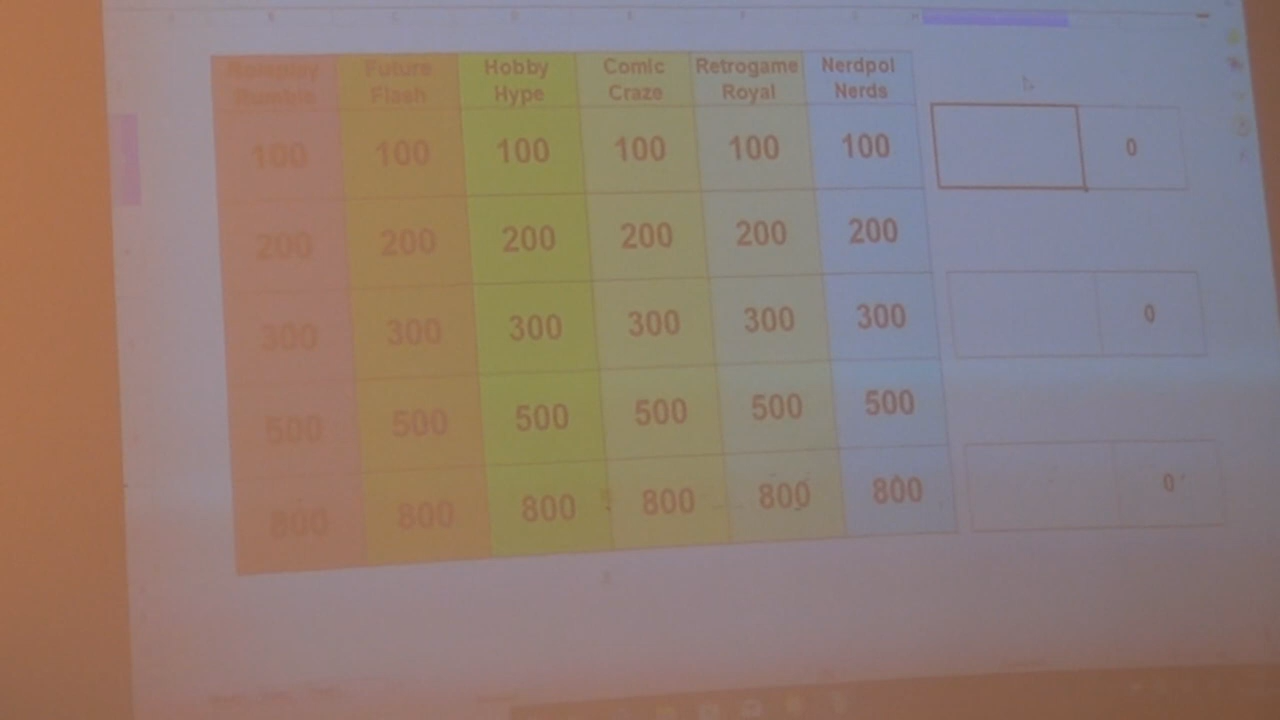 Roleplay Future Hobby Comic Retrogame Nerdpol
Rumble Flash Hype Craze Royal Nerds
100 100 100 100 100 100 0
200 200 200 200 200 200
300 300 300 300 300 300 0
500 500 500 500 500 500
800 800 800 800 800 800 0